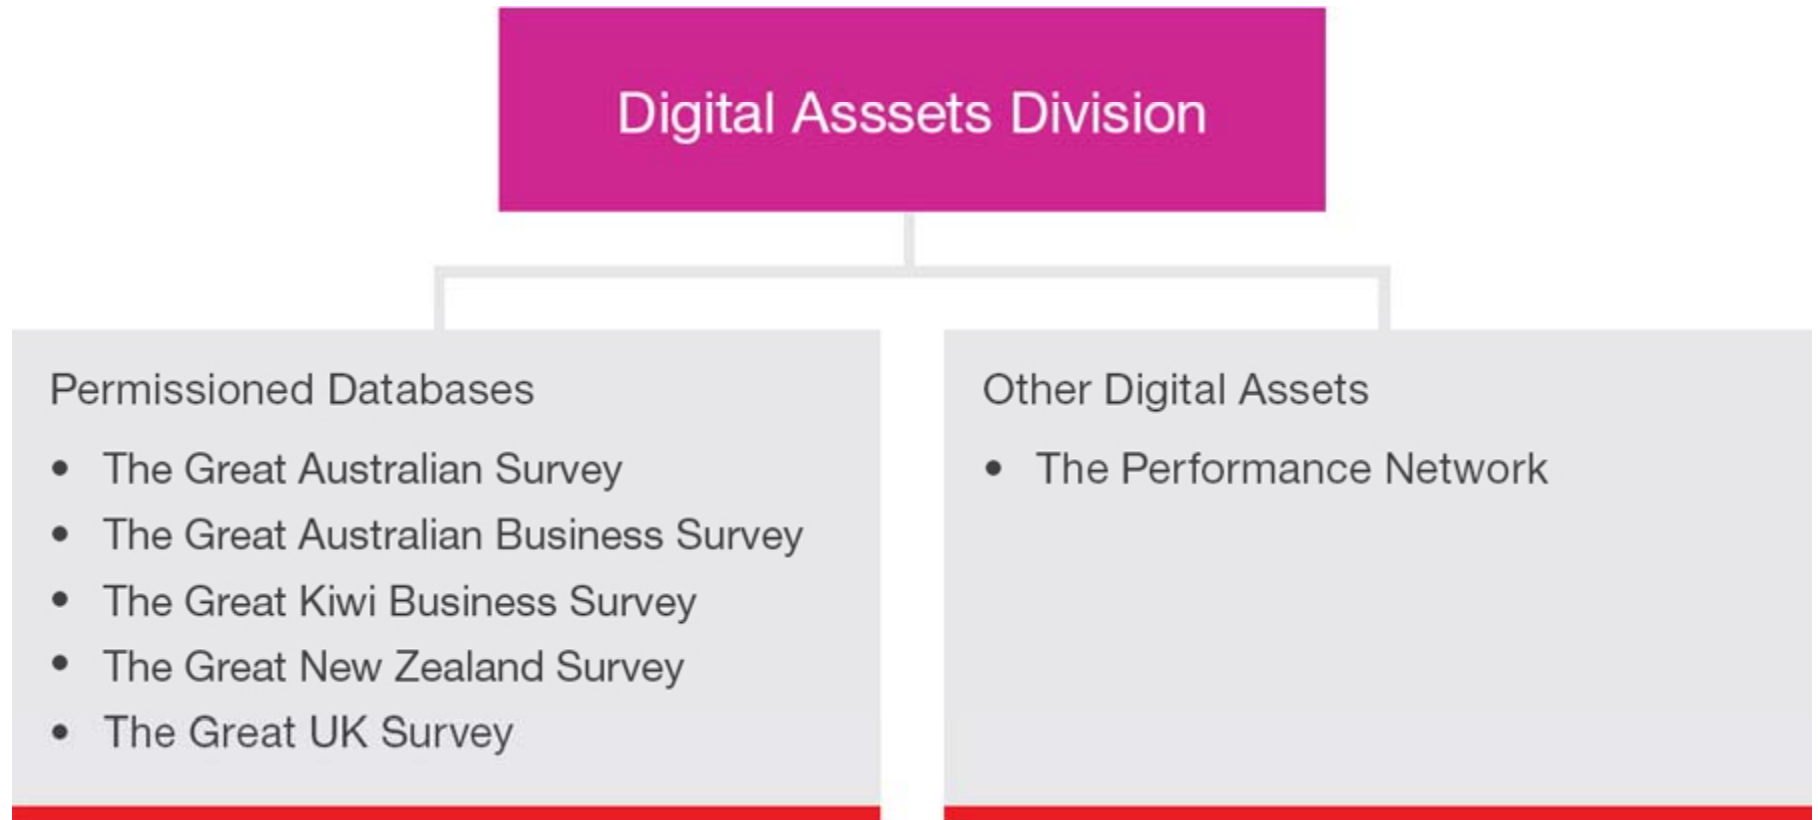 Digital Asssets Division
Permissioned Databases
• The Great Australian Survey
• The Great Australian Business Survey
• The Great Kiwi Business Survey
• The Great New Zealand Survey
• The Great UK Survey
Other Digital Assets
• The Performance Network